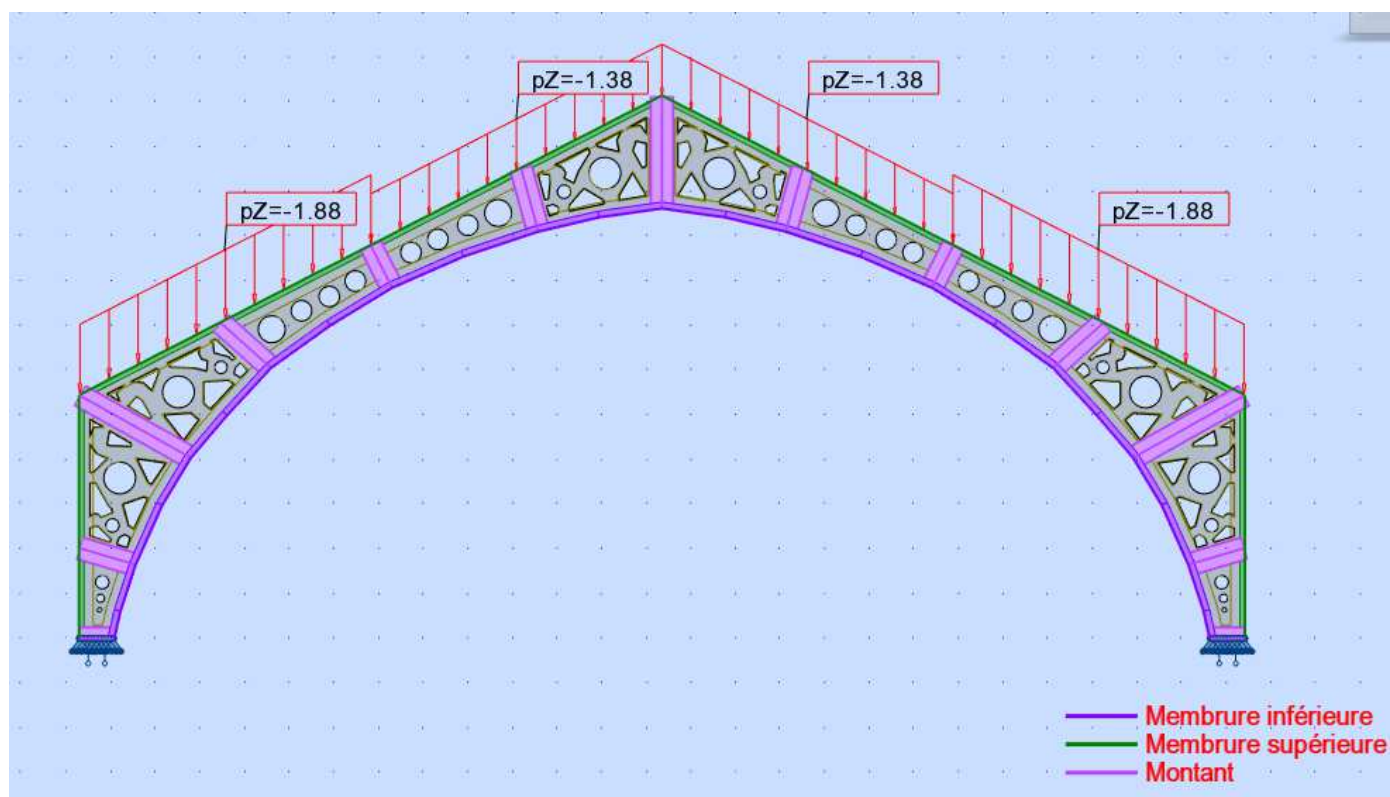 pZ=-1.38
pZ=-1.38
pZ=-1.88
pZ=-1.88
Membrure inférieure
Membrure supérieure
Montant